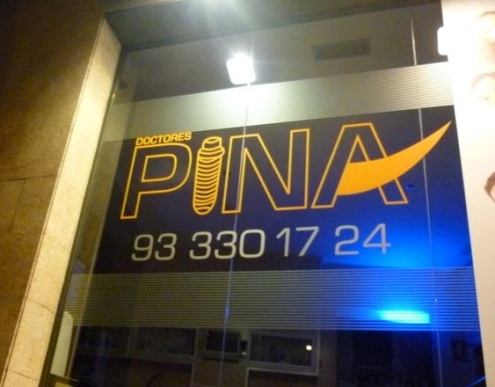 DOCTORES
PINA
93 330 17 24